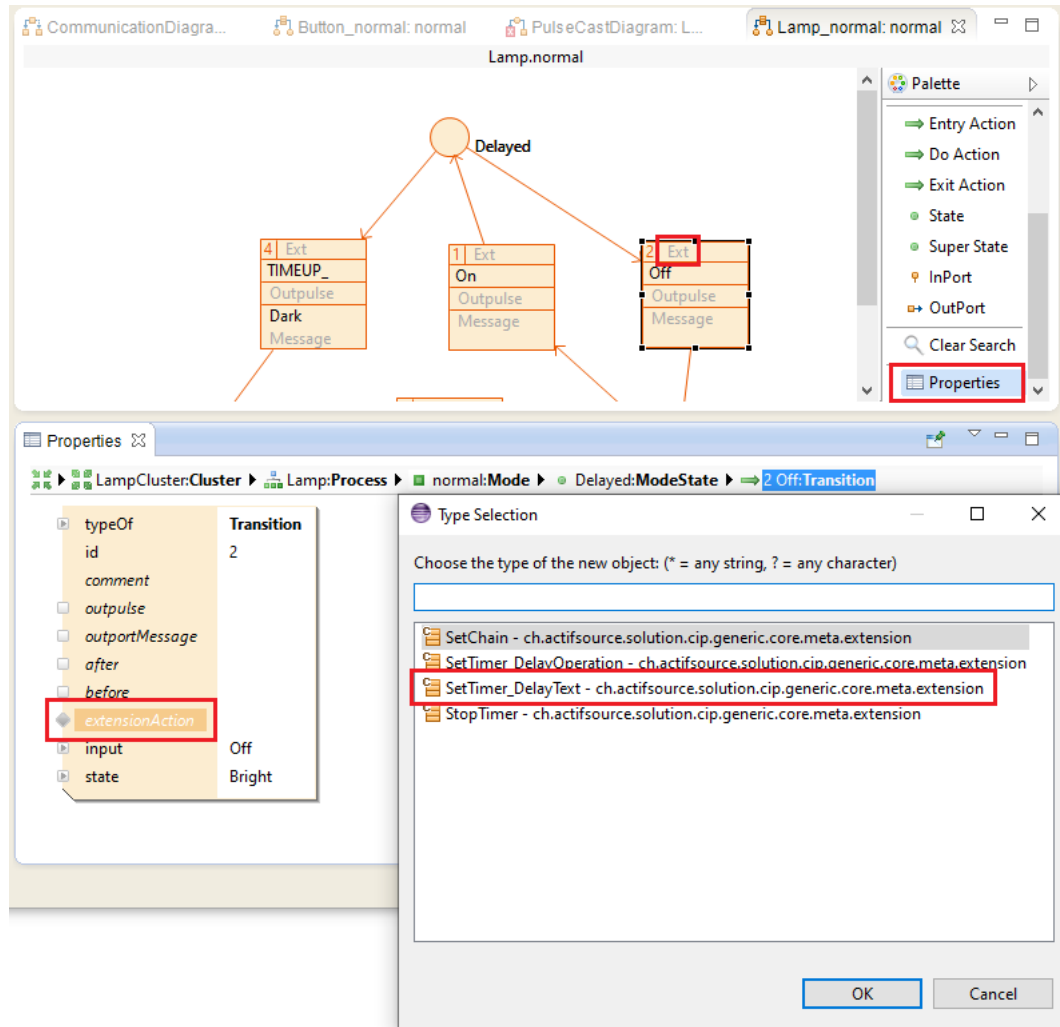 CommunicationDiagra...
Button_normal: normal
PulseCastDiagram: L...
Lamp_normal: normal
Lamp.normal
Palette
Entry Action
Do Action
Exit Action
State
Super State
InPort
OutPort
Clear Search
Properties
Delayed
4 Ext
TIMEUP_
Outpulse
Dark
Message
1 Ext
On
Outpulse
Message
2 Ext
Off
Outpulse
Message
Properties
LampCluster:Cluster Lamp:Process normal:Mode Delayed:ModeState 2 Off:Transition
typeOf Transition
id 2
comment
outpulse
outportMessage
after
before
extensionAction
input Off
state Bright
Type Selection
Choose the type of the new object: (* = any string, ? = any character)
SetChain - ch.actifsource.solution.cip.generic.core.meta.extension
SetTimer_DelayOperation - ch.actifsource.solution.cip.generic.core.meta.extension
SetTimer_DelayText - ch.actifsource.solution.cip.generic.core.meta.extension
StopTimer - ch.actifsource.solution.cip.generic.core.meta.extension
OK
Cancel